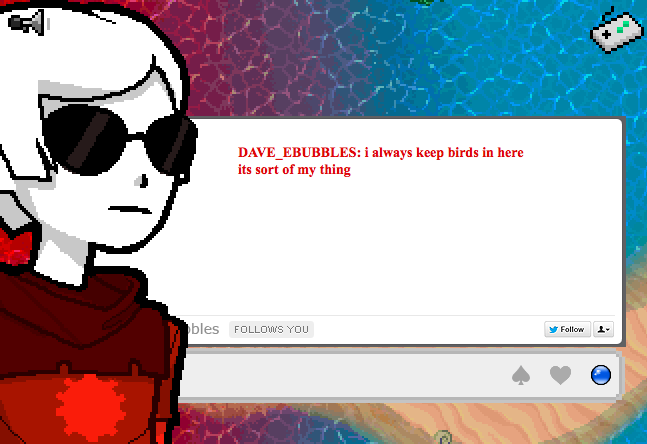 DAVE_EBUBBLES: i always keep birds in here
its sort of my thing
bbles FOLLOWS YOU Follow